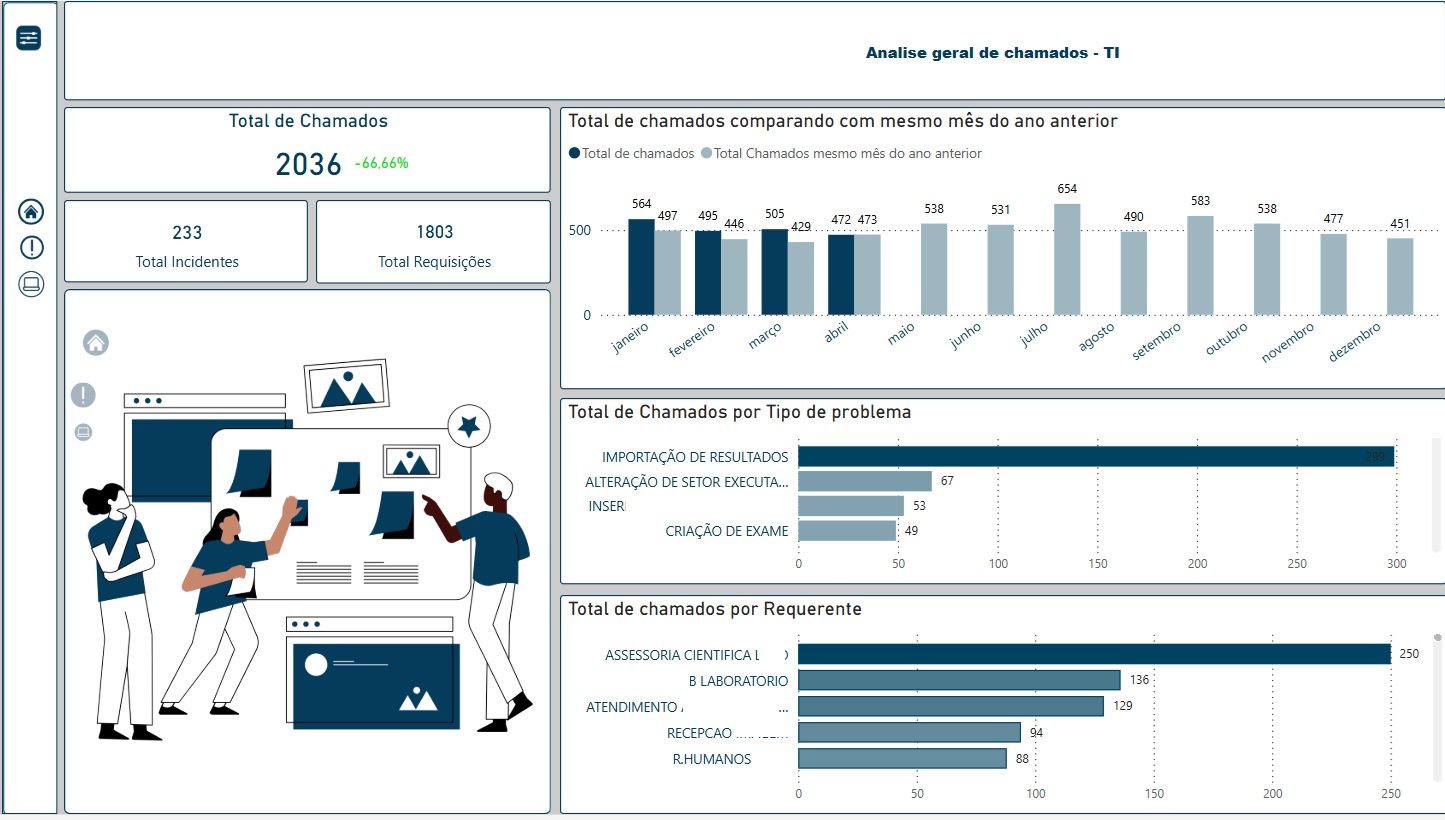 Analise geral de chamados - TI
Total de Chamados
2036 -66,66%
233
Total Incidentes
1803
Total Requisições
Total de chamados comparando com mesmo mês do ano anterior
Total de chamados Total Chamados mesmo mês do ano anterior
500
0
564 497 495 446 505 429 472 473 538 531 654 490 583 538 477 451
janeiro fevereiro março abril maio junho julho agosto setembro outubro novembro dezembro
Total de Chamados por Tipo de problema
IMPORTAÇÃO DE RESULTADOS 299
ALTERAÇÃO DE SETOR EXECUTA... 67
INSERI 53
CRIAÇÃO DE EXAME 49
0 50 100 150 200 250 300
Total de chamados por Requerente
ASSESSORIA CIENTIFICA 250
B LABORATORIO 136
ATENDIMENTO ... 129
RECEPCAO 94
R.HUMANOS 88
0 50 100 150 200 250